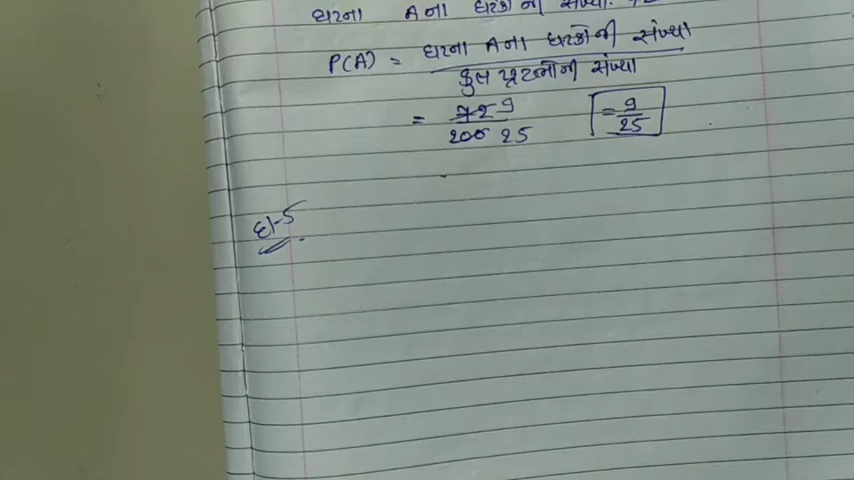 ઘટના A ના ઘટકોની સંખ્યા
P(A) = ઘટના A ના ઘટકોની સંખ્યા
કુલ પ્રયત્નોની સંખ્યા
= 72 9
200 25
= 9
25
દા-5